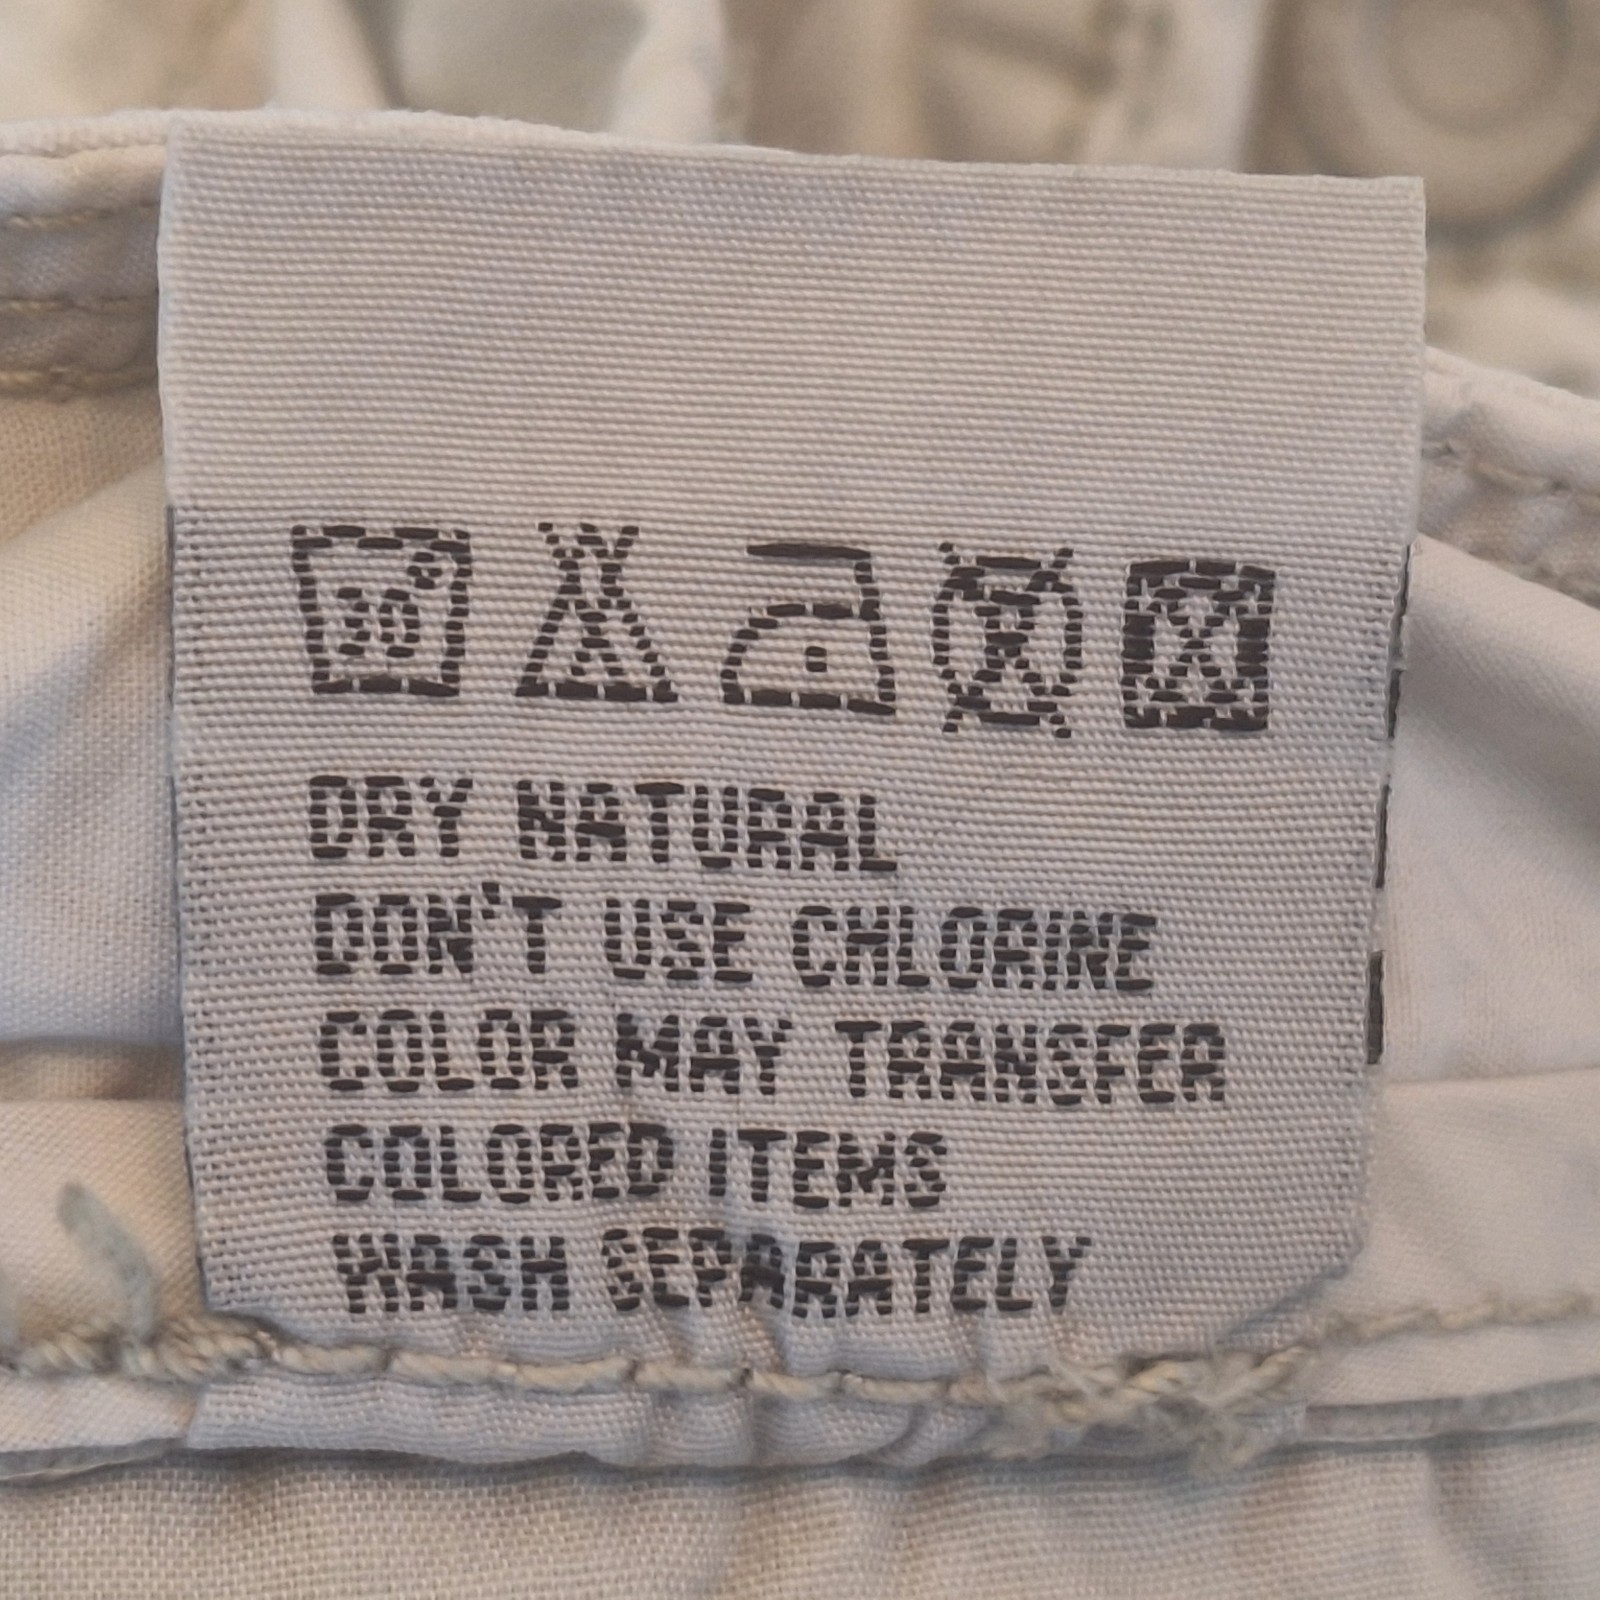 30°
DRY NATURAL
DON'T USE CHLORINE
COLOR MAY TRANSFER
COLORED ITEMS
WASH SEPARATELY